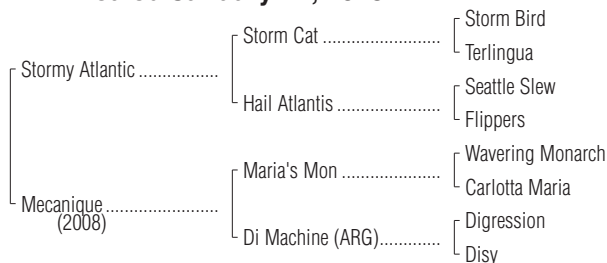 Storm Bird
Storm Cat ............................
Terlingua
Stormy Atlantic ..................
Seattle Slew
Hail Atlantis .........................
Flippers
Wavering Monarch
Maria's Mon ........................
Carlotta Maria
Mecanique .........................
(2008)
Digression
Di Machine (ARG)...............
Disy